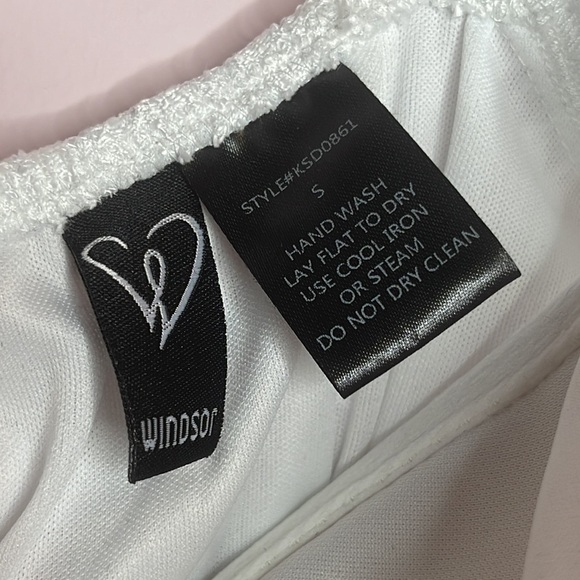 WINDSOR
STYLE#KSD0861
S
HAND WASH
LAY FLAT TO DRY
USE COOL IRON
OR STEAM
DO NOT DRY CLEAN